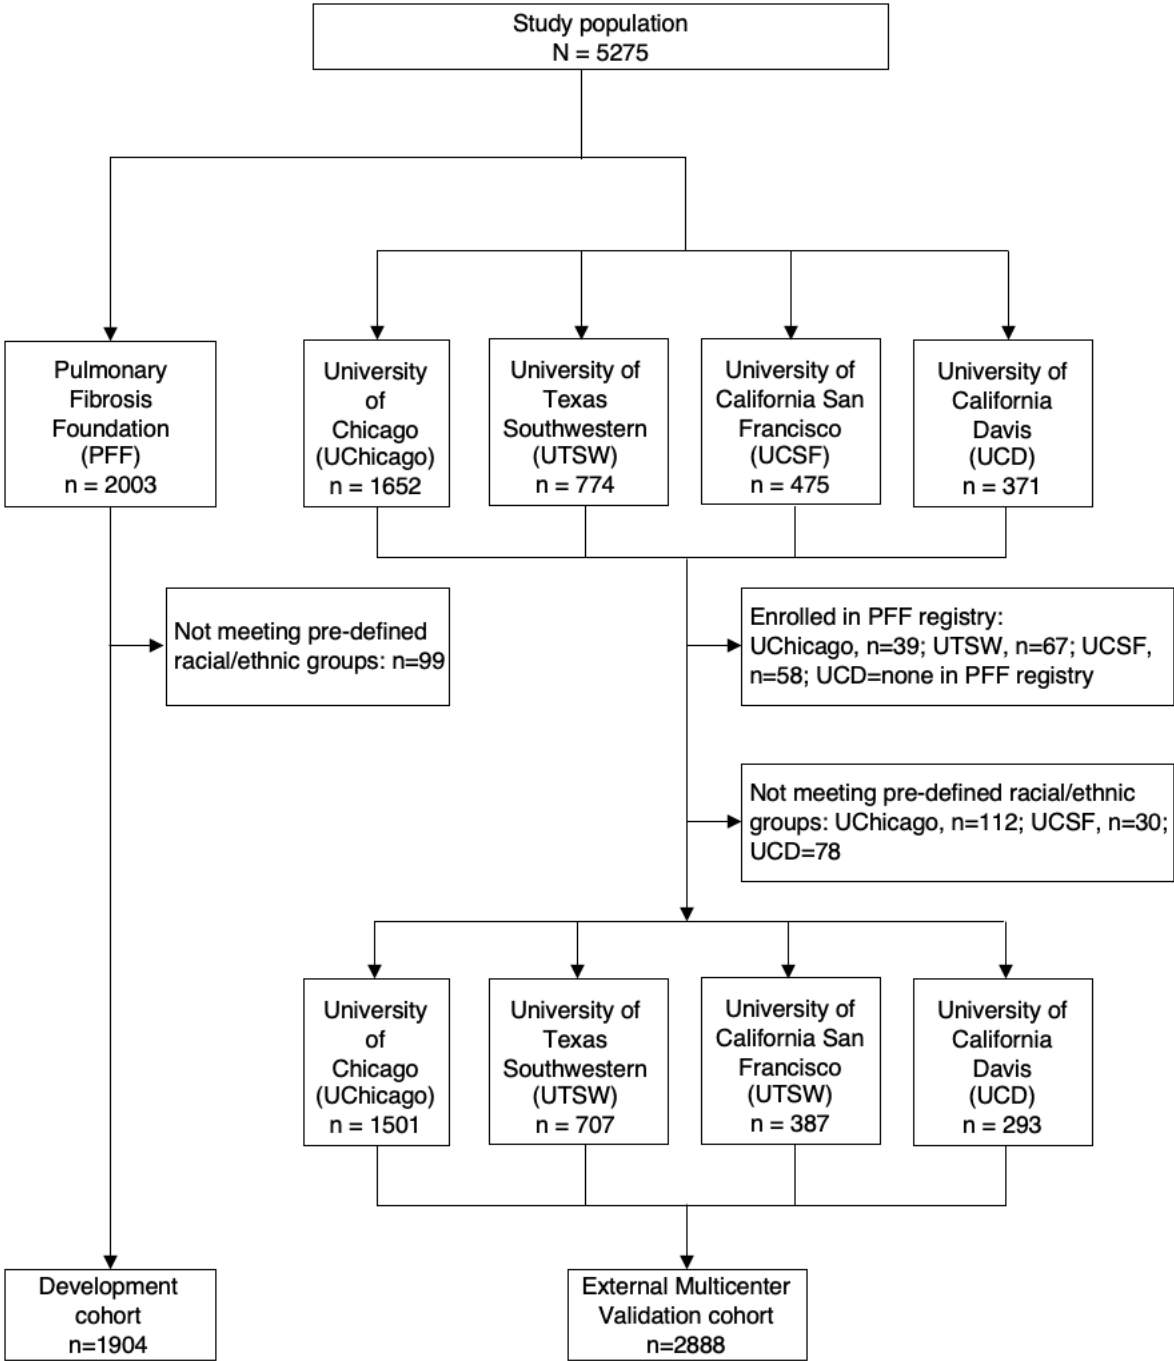 Study population
N = 5275
Pulmonary
Fibrosis
Foundation
(PFF)
n = 2003
University
of
Chicago
(UChicago)
n = 1652
University of
Texas
Southwestern
(UTSW)
n = 774
University of
California San
Francisco
(UCSF)
n = 475
University of
California
Davis
(UCD)
n = 371
Not meeting pre-defined
racial/ethnic groups: n=99
Enrolled in PFF registry:
UChicago, n=39; UTSW, n=67; UCSF,
n=58; UCD=none in PFF registry
Not meeting pre-defined racial/ethnic
groups: UChicago, n=112; UCSF, n=30;
UCD=78
University
of
Chicago
(UChicago)
n = 1501
University of
Texas
Southwestern
(UTSW)
n = 707
University of
California San
Francisco
(UTSW)
n = 387
University of
California
Davis
(UCD)
n = 293
Development
cohort
n=1904
External Multicenter
Validation cohort
n=2888